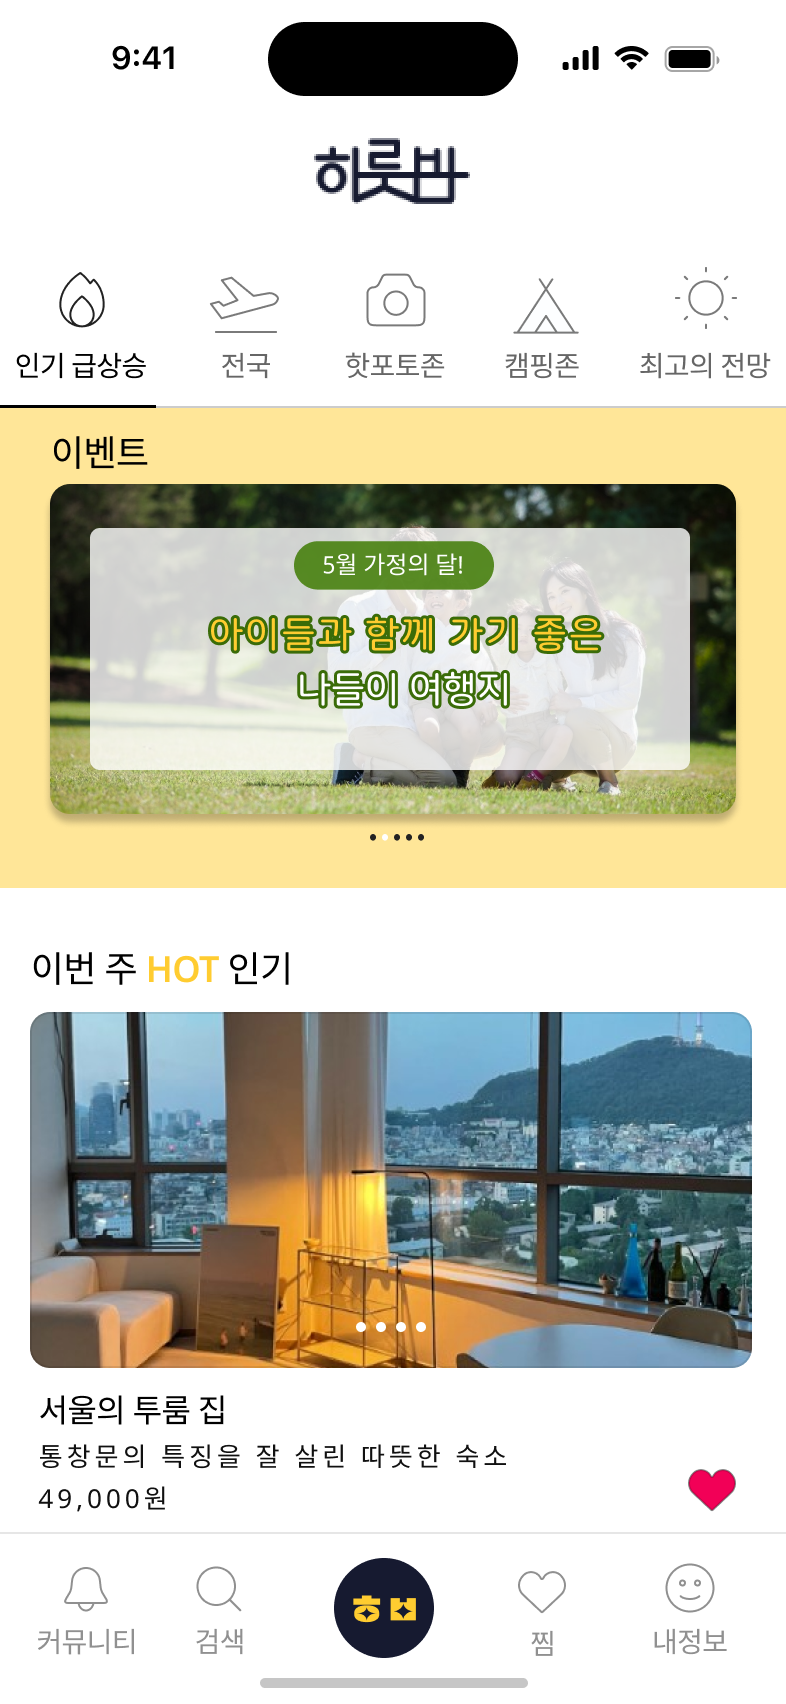 9:41
하룻밤
인기 급상승
전국
핫포토존
캠핑존
최고의 전망
이벤트
5월 가정의 달!
아이들과 함께 가기 좋은
나들이 여행지
이번 주 HOT 인기
서울의 투룸 집
통창문의 특징을 잘 살린 따뜻한 숙소
49,000원
커뮤니티
검색
찜
내정보